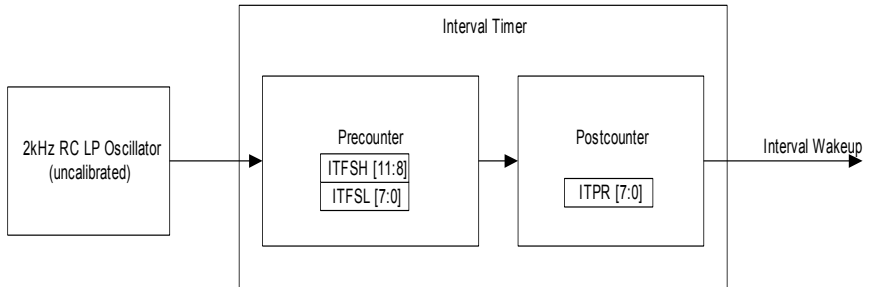 Interval Timer
2kHz RC LP Oscillator
(uncalibrated)
Precounter
ITFSH [11:8]
ITFSL [7:0]
Postcounter
ITPR [7:0]
Interval Wakeup